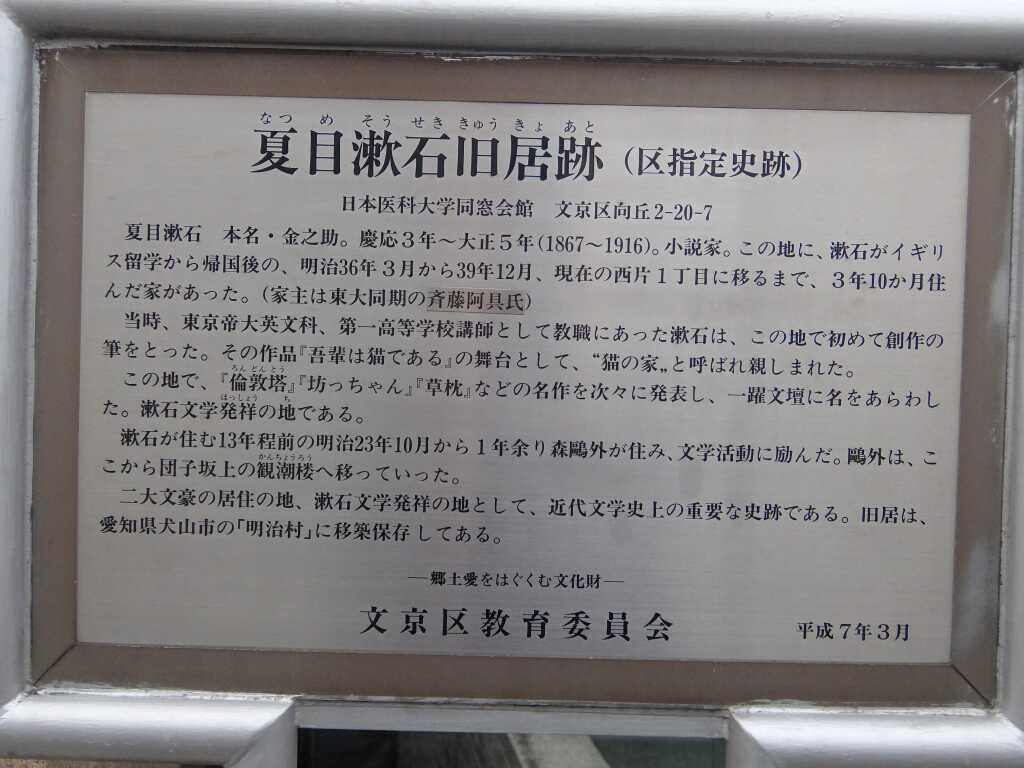 なつめそうせききゅうきょあと
夏目漱石旧居跡（区指定史跡）
日本医科大学同窓会館　文京区向丘2-20-7
夏目漱石　本名・金之助。慶応３年～大正５年（1867～1916）。小説家。この地に、漱石がイギリ
ス留学から帰国後の、明治36年３月から39年12月、現在の西片１丁目に移るまで、３年10か月住
んだ家があった。（家主は東大同期の斉藤阿具氏）
当時、東京帝大英文科、第一高等学校講師として教職にあった漱石は、この地で初めて創作の
筆をとった。その作品『吾輩は猫である』の舞台として、“猫の家„と呼ばれ親しまれた。
ろんどんとう
この地で、『倫敦塔』『坊っちゃん』『草枕』などの名作を次々に発表し、一躍文壇に名をあらわし
はっしょう　ち
た。漱石文学発祥の地である。
漱石が住む13年程前の明治23年10月から１年余り森鷗外が住み、文学活動に励んだ。鷗外は、こ
かんちょうろう
こから団子坂上の観潮楼へ移っていった。
二大文豪の居住の地、漱石文学発祥の地として、近代文学史上の重要な史跡である。旧居は、
愛知県犬山市の「明治村」に移築保存してある。
―郷土愛をはぐくむ文化財―
文京区教育委員会　平成７年３月